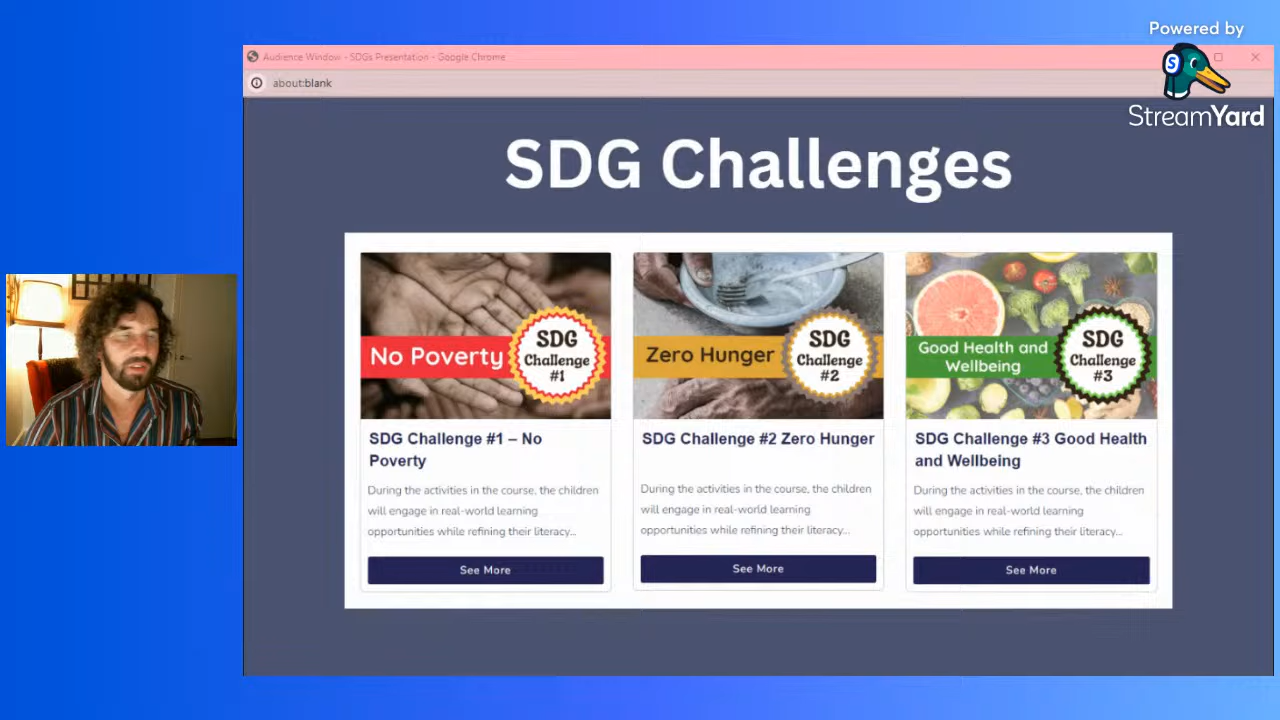 Powered by
S
StreamYard
Audience Window - SDGs Presentation - Google Chrome
about:blank
SDG Challenges
No Poverty
SDG
Challenge
#1
Zero Hunger
SDG
Challenge
#2
Good Health and
Wellbeing
SDG
Challenge
#3
SDG Challenge #1 – No
Poverty
During the activities in the course, the children
will engage in real-world learning
opportunities while refining their literacy...
See More
SDG Challenge #2 Zero Hunger
During the activities in the course, the children
will engage in real-world learning
opportunities while refining their literacy...
See More
SDG Challenge #3 Good Health
and Wellbeing
During the activities in the course, the children
will engage in real-world learning
opportunities while refining their literacy...
See More